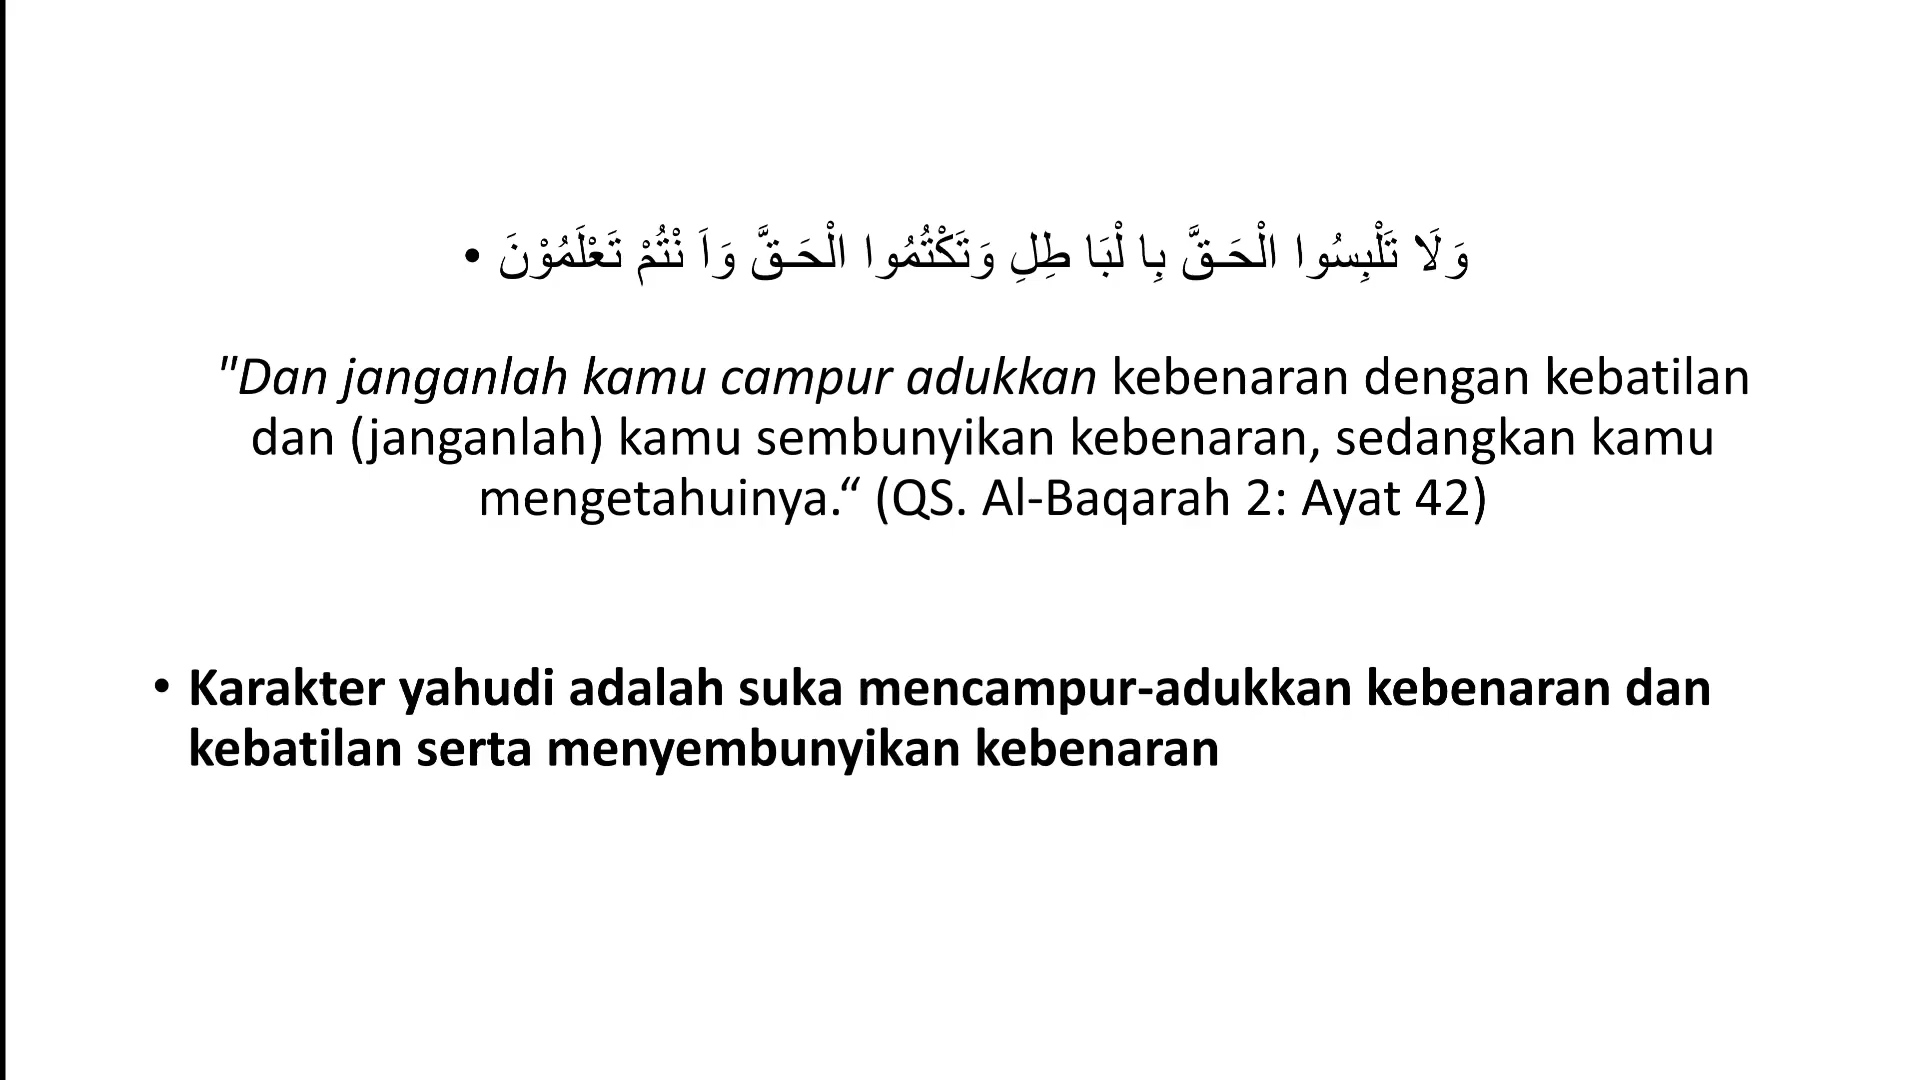 • وَلَا تَلْبِسُوا الْحَـقَّ بِا لْبَا طِلِ وَتَكْتُمُوا الْحَـقَّ وَاَ نْتُمْ تَعْلَمُوْنَ
"Dan janganlah kamu campur adukkan kebenaran dengan kebatilan
dan (janganlah) kamu sembunyikan kebenaran, sedangkan kamu
mengetahuinya.“ (QS. Al-Baqarah 2: Ayat 42)
• Karakter yahudi adalah suka mencampur-adukkan kebenaran dan
kebatilan serta menyembunyikan kebenaran